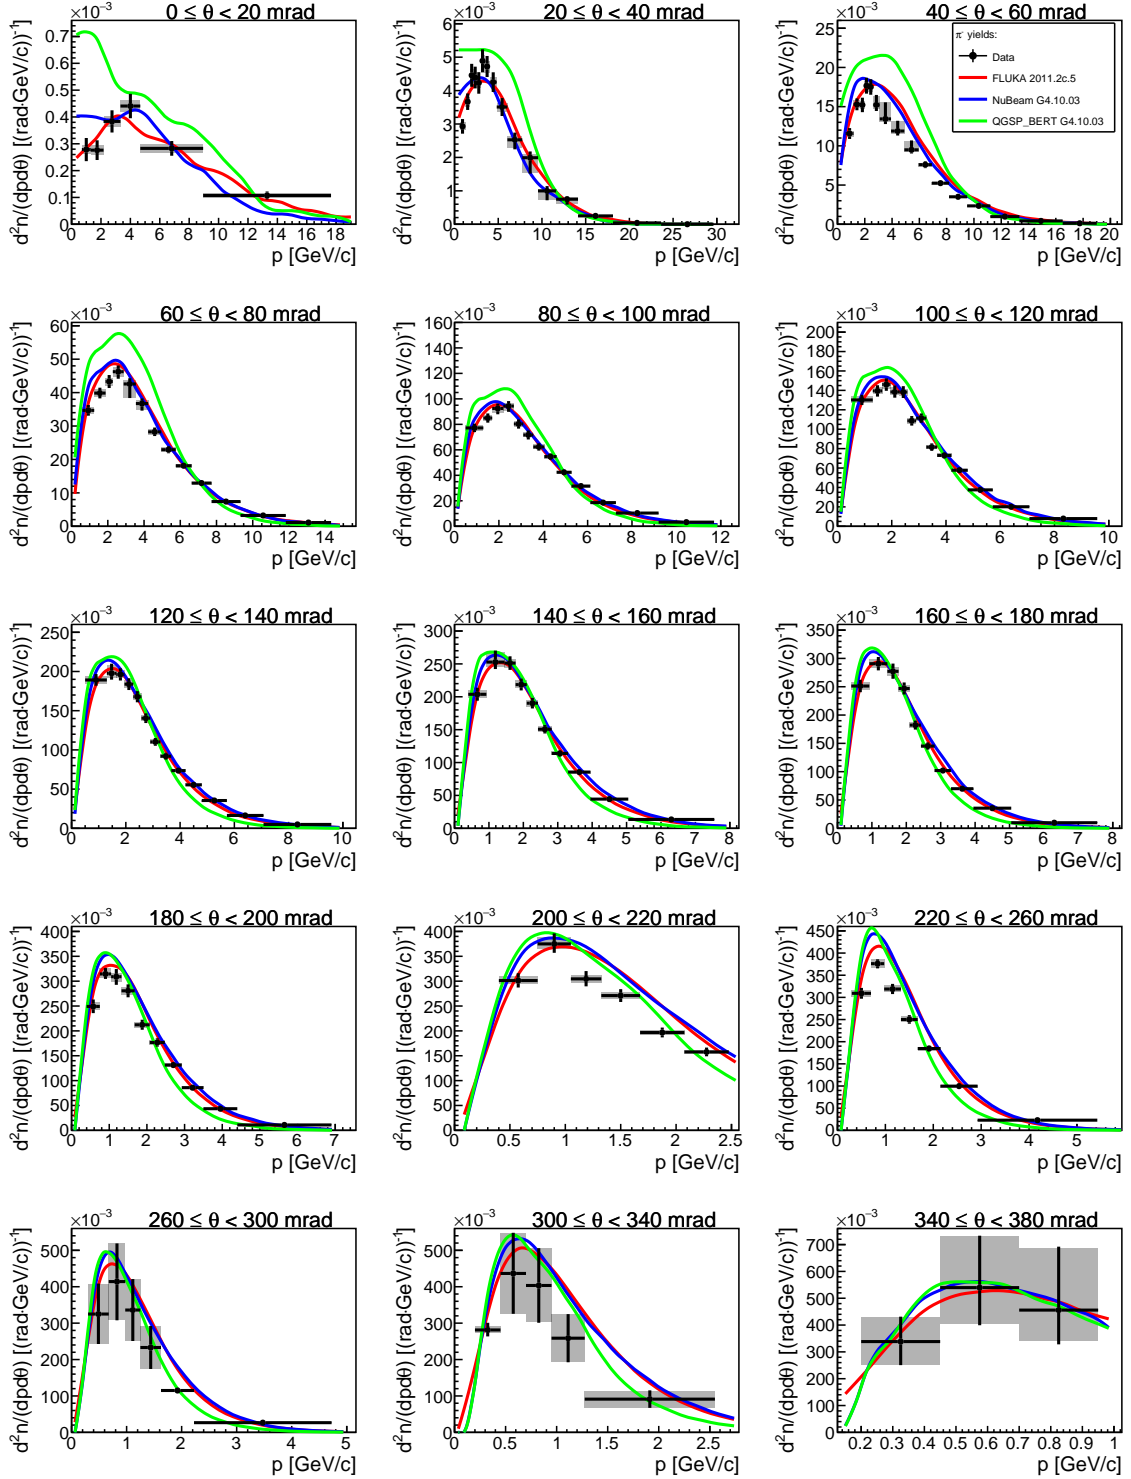 ×10⁻³ 0 ≤ θ < 20 mrad
d²n/(dpdθ) [(rad·GeV/c))⁻¹]
0.7
0.6
0.5
0.4
0.3
0.2
0.1
0
0 2 4 6 8 10 12 14 16 18
p [GeV/c]
×10⁻³ 20 ≤ θ < 40 mrad
d²n/(dpdθ) [(rad·GeV/c))⁻¹]
6
5
4
3
2
1
0
0 5 10 15 20 25 30
p [GeV/c]
×10⁻³ 40 ≤ θ < 60 mrad
d²n/(dpdθ) [(rad·GeV/c))⁻¹]
25
20
15
10
5
0
0 2 4 6 8 10 12 14 16 18 20
p [GeV/c]
π⁻ yields:
Data
FLUKA 2011.2c.5
NuBeam G4.10.03
QGSP_BERT G4.10.03
×10⁻³ 60 ≤ θ < 80 mrad
d²n/(dpdθ) [(rad·GeV/c))⁻¹]
60
50
40
30
20
10
0
0 2 4 6 8 10 12 14
p [GeV/c]
×10⁻³ 80 ≤ θ < 100 mrad
d²n/(dpdθ) [(rad·GeV/c))⁻¹]
160
140
120
100
80
60
40
20
0
0 2 4 6 8 10 12
p [GeV/c]
×10⁻³ 100 ≤ θ < 120 mrad
d²n/(dpdθ) [(rad·GeV/c))⁻¹]
200
180
160
140
120
100
80
60
40
20
0
0 2 4 6 8 10
p [GeV/c]
×10⁻³ 120 ≤ θ < 140 mrad
d²n/(dpdθ) [(rad·GeV/c))⁻¹]
250
200
150
100
50
0
0 2 4 6 8 10
p [GeV/c]
×10⁻³ 140 ≤ θ < 160 mrad
d²n/(dpdθ) [(rad·GeV/c))⁻¹]
300
250
200
150
100
50
0
0 1 2 3 4 5 6 7 8
p [GeV/c]
×10⁻³ 160 ≤ θ < 180 mrad
d²n/(dpdθ) [(rad·GeV/c))⁻¹]
350
300
250
200
150
100
50
0
0 1 2 3 4 5 6 7 8
p [GeV/c]
×10⁻³ 180 ≤ θ < 200 mrad
d²n/(dpdθ) [(rad·GeV/c))⁻¹]
400
350
300
250
200
150
100
50
0
0 1 2 3 4 5 6 7
p [GeV/c]
×10⁻³ 200 ≤ θ < 220 mrad
d²n/(dpdθ) [(rad·GeV/c))⁻¹]
400
350
300
250
200
150
100
50
0
0 0.5 1 1.5 2 2.5
p [GeV/c]
×10⁻³ 220 ≤ θ < 260 mrad
d²n/(dpdθ) [(rad·GeV/c))⁻¹]
450
400
350
300
250
200
150
100
50
0
0 1 2 3 4 5
p [GeV/c]
×10⁻³ 260 ≤ θ < 300 mrad
d²n/(dpdθ) [(rad·GeV/c))⁻¹]
500
400
300
200
100
0
0 1 2 3 4 5
p [GeV/c]
×10⁻³ 300 ≤ θ < 340 mrad
d²n/(dpdθ) [(rad·GeV/c))⁻¹]
500
400
300
200
100
0
0 0.5 1 1.5 2 2.5
p [GeV/c]
×10⁻³ 340 ≤ θ < 380 mrad
d²n/(dpdθ) [(rad·GeV/c))⁻¹]
700
600
500
400
300
200
100
0
0.2 0.3 0.4 0.5 0.6 0.7 0.8 0.9 1
p [GeV/c]